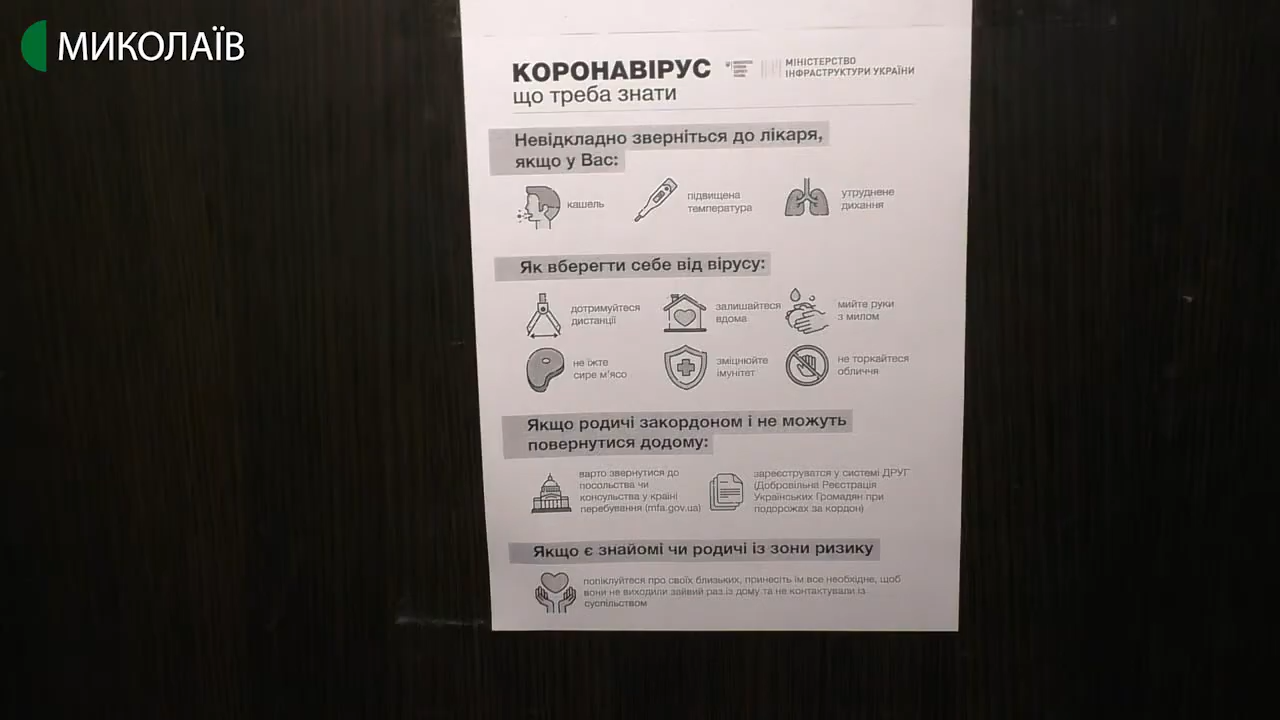 МИКОЛАЇВ
КОРОНАВІРУС
що треба знати
МІНІСТЕРСТВО
ІНФРАСТРУКТУРИ УКРАЇНИ
Невідкладно зверніться до лікаря,
якщо у Вас:
кашель
підвищена
температура
утруднене
дихання
Як вберегти себе від вірусу:
дотримуйтеся
дистанції
залишайтеся
вдома
мийте руки
з милом
не їжте
сире м'ясо
зміцнюйте
імунітет
не торкайтеся
обличчя
Якщо родичі закордоном і не можуть
повернутися додому:
варто звернутися до
посольства чи
консульства у країні
перебування (mfa.gov.ua)
зареєструватся у системі ДРУГ
(Добровільна Реєстрація
Українських Громадян при
подорожах за кордон)
Якщо є знайомі чи родичі із зони ризику
попіклуйтеся про своїх близьких, принесіть їм все необхідне, щоб
вони не виходили зайвий раз із дому та не контактували із
суспільством